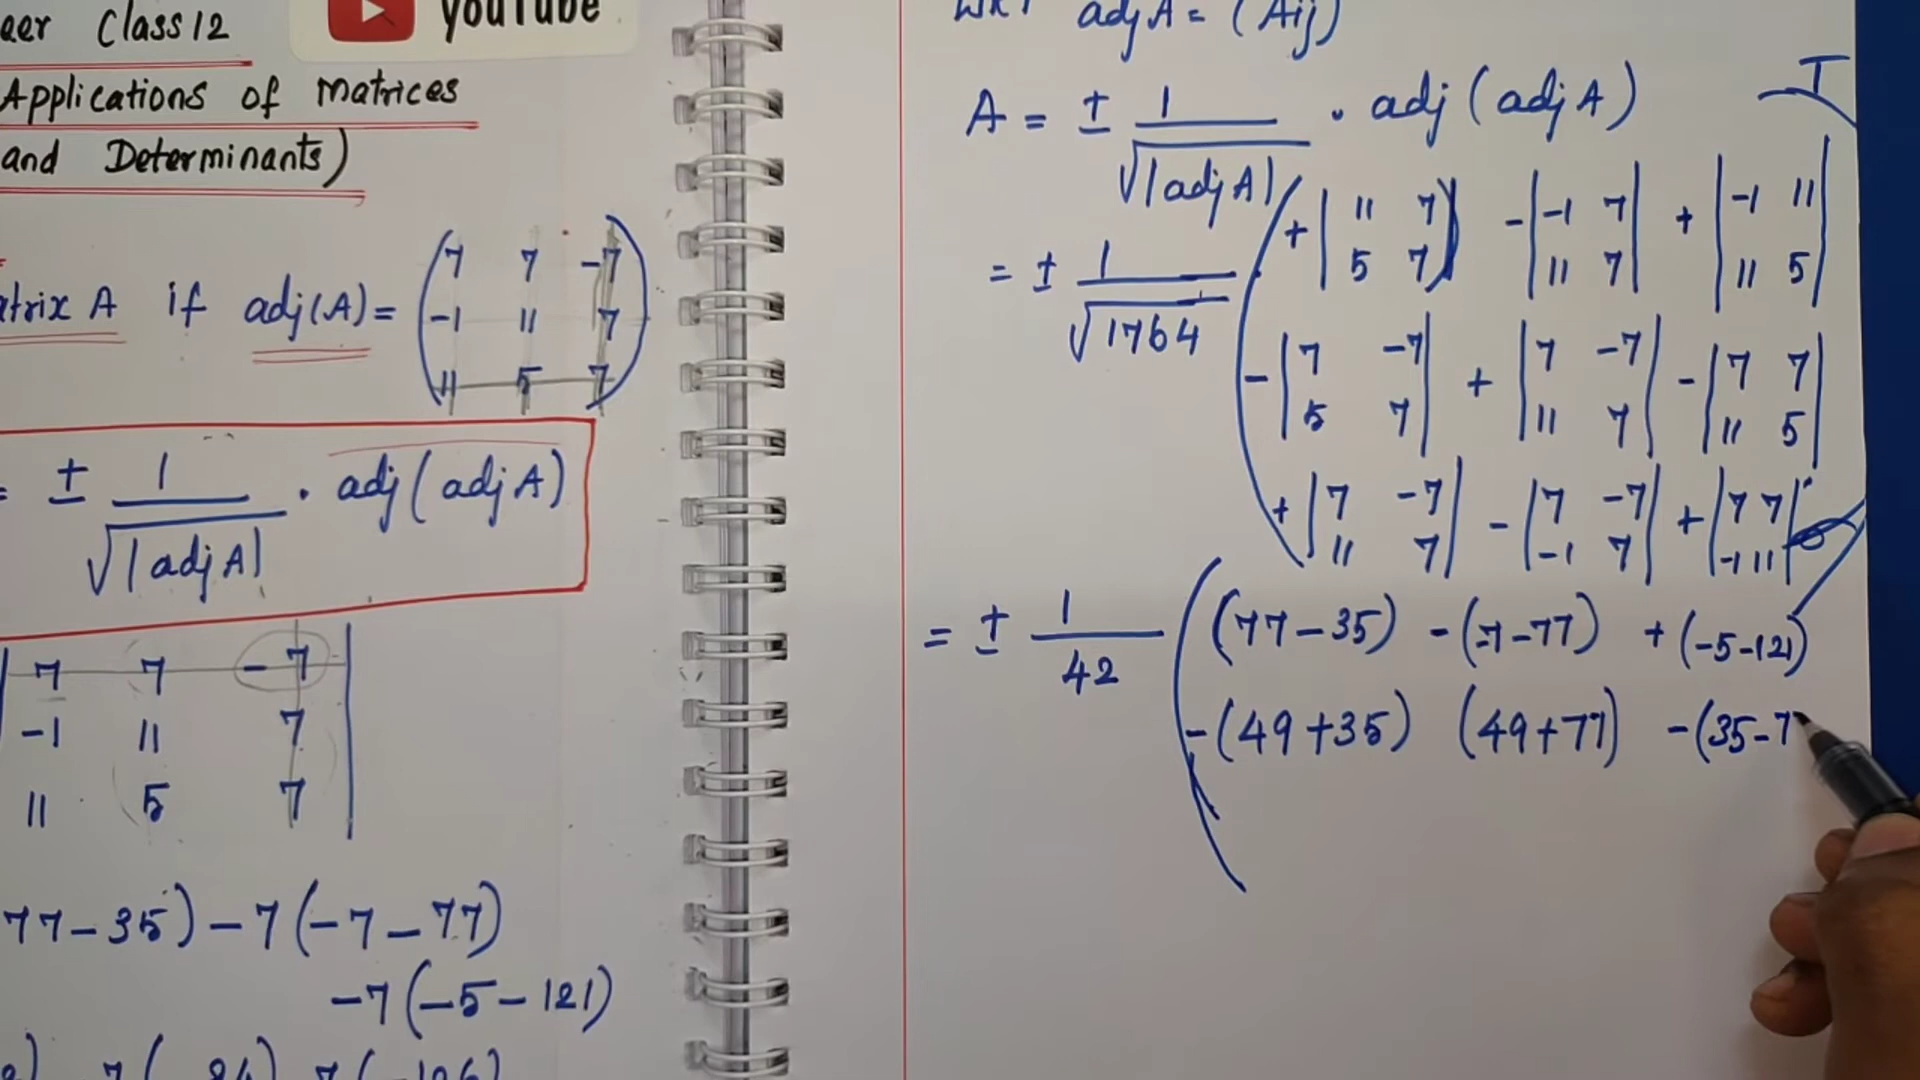 Class 12
YouTube
Applications of Matrices
and Determinants)
A if adj(A) =
7 7 -7
-1 11 7
11 5 7
= ± 1/√|adj A| . adj(adj A)
7 7 -7
-1 11 7
11 5 7
77-35) -7(-7-77)
-7(-5-121)
adj A = (Aij)
T
A = ± 1/√|adj A| . adj(adj A)
= ± 1/√1764
+|11 7| -|-1 7| +|-1 11|
|5 7| |11 7| |11 5|
-|7 -7| +|7 -7| -|7 7|
|5 7| |11 7| |11 5|
+|7 -7| -|7 -7| +|7 7|
|11 7| |-1 7| |-1 11|
= ± 1/42 ( (77-35) -(-7-77) +(-5-121)
-(49+35) (49+77) -(35-7